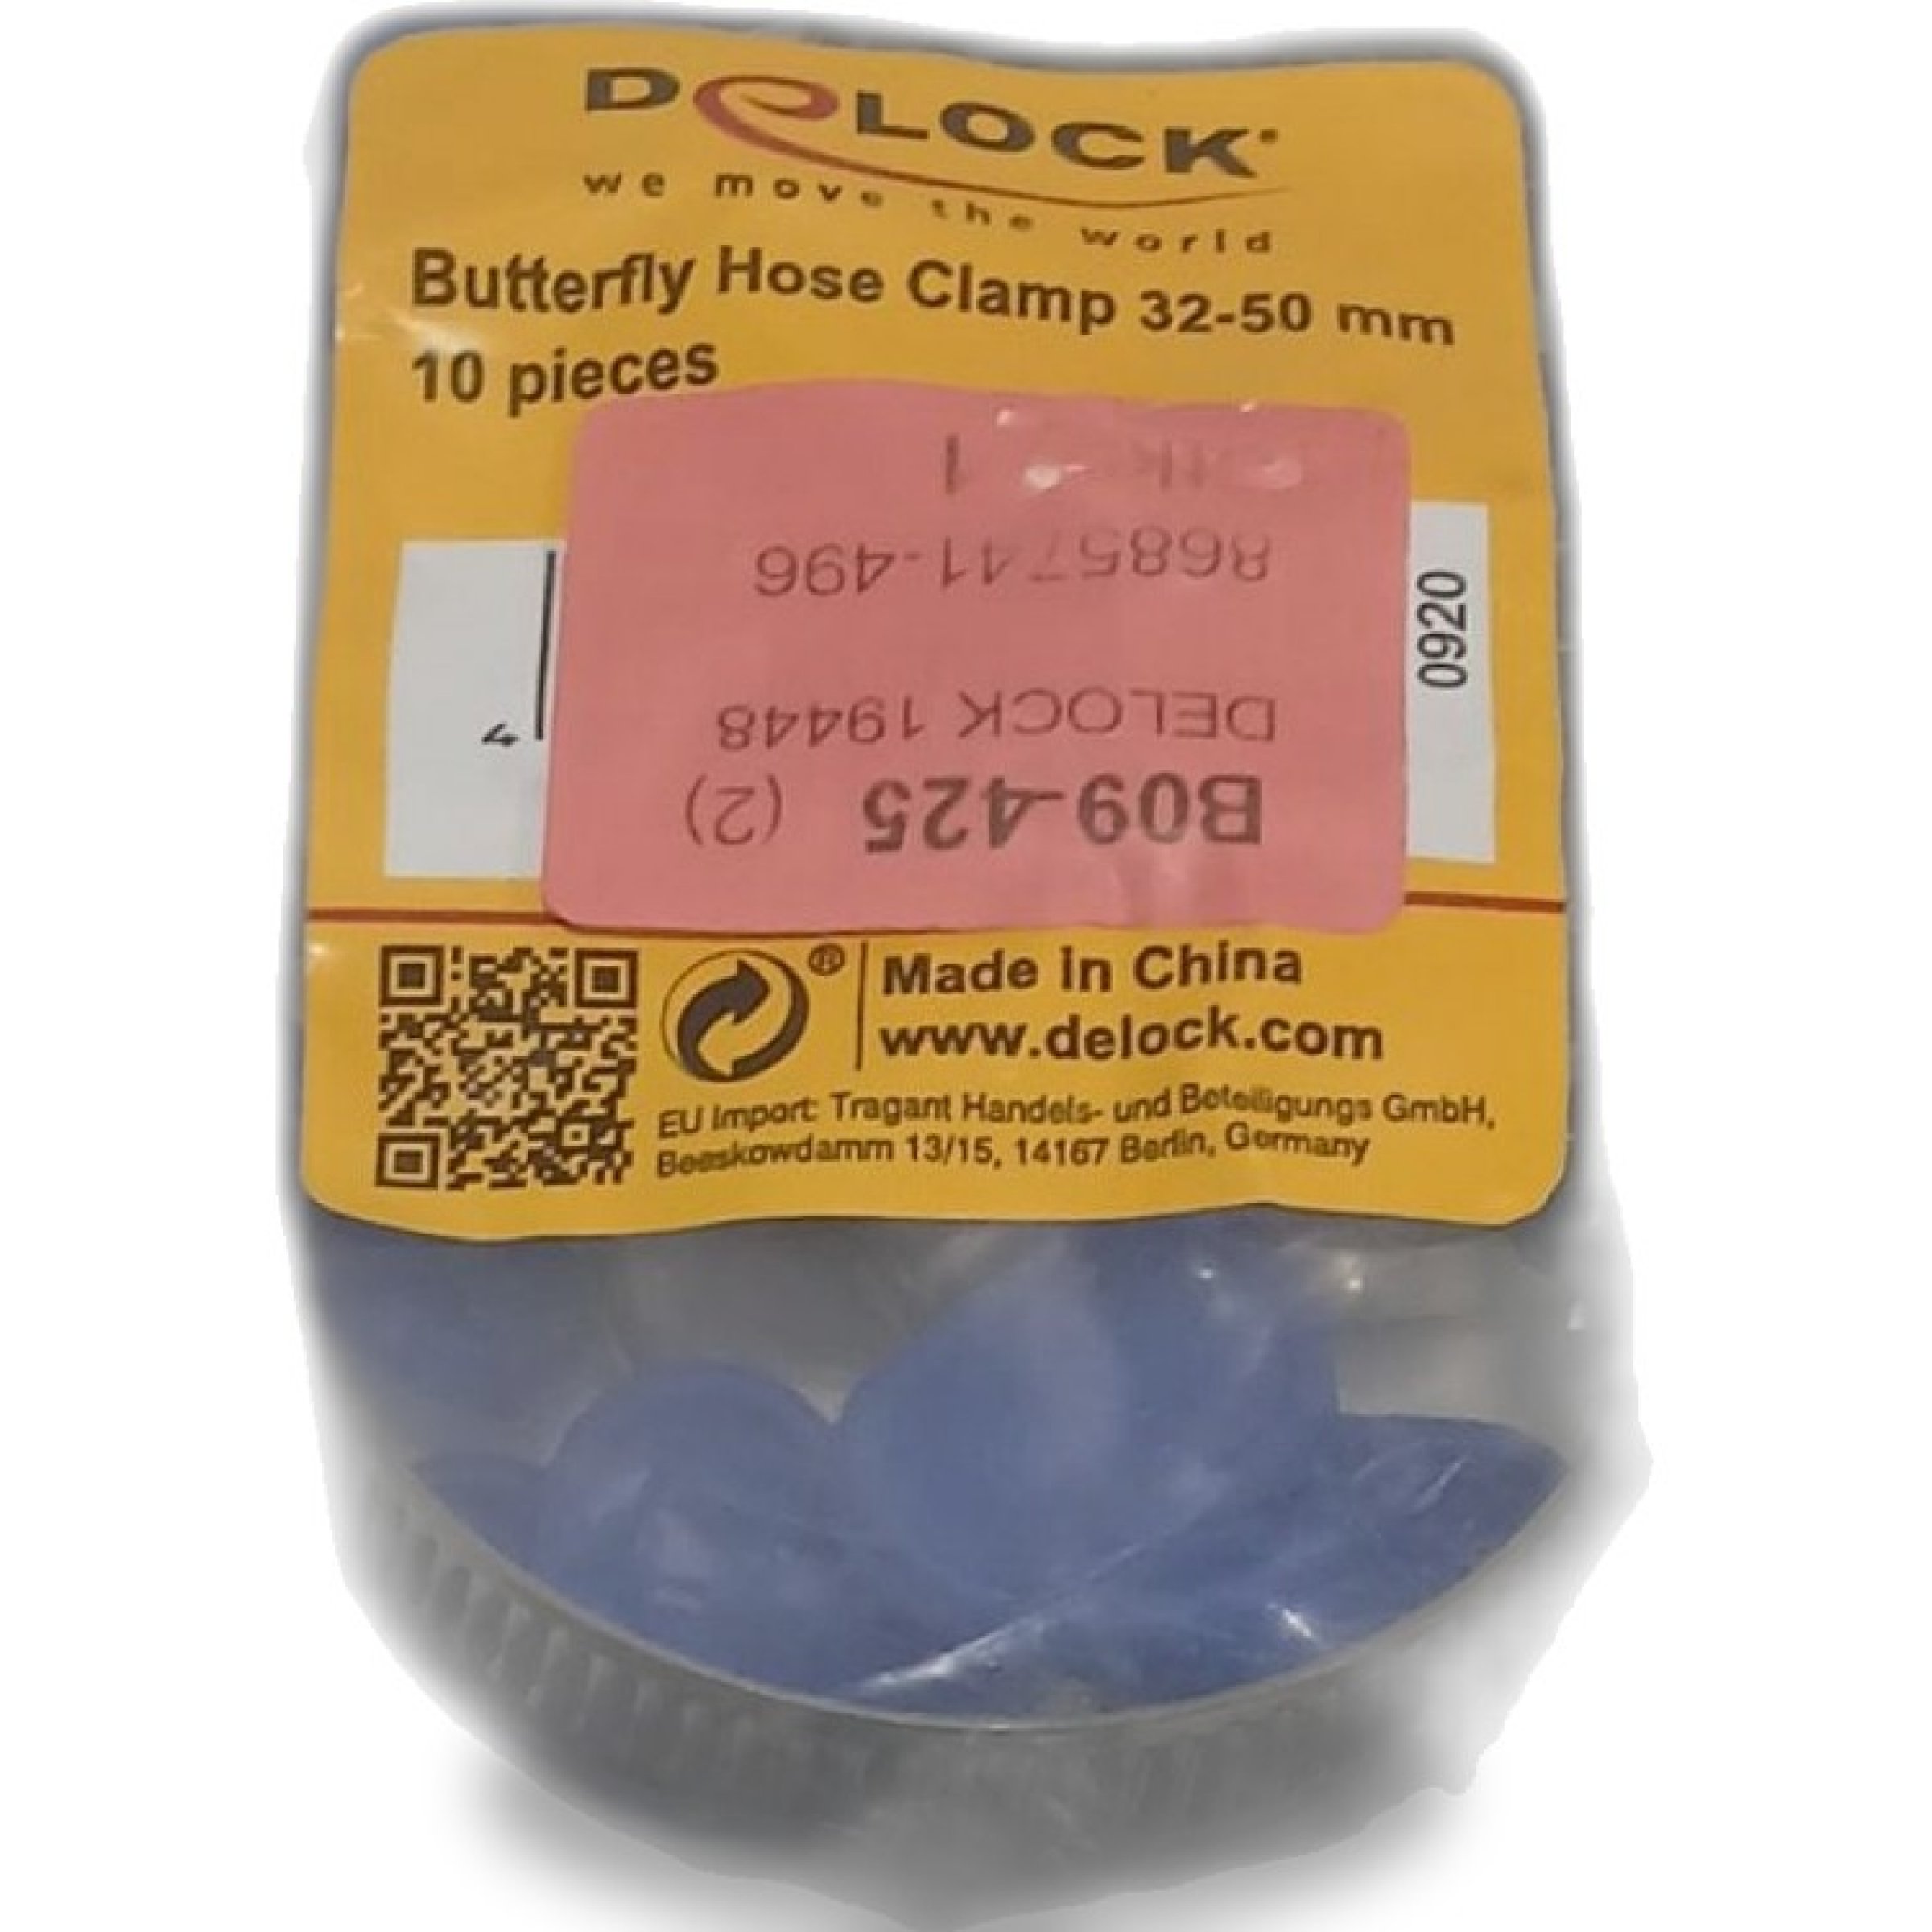 DELOCK®
we move the world
Butterfly Hose Clamp 32-50 mm
10 pieces
B09-425 (2)
DELOCK 19448
8685741-496
1
4
0920
® Made in China
www.delock.com
EU Import: Tragant Handels- und Beteiligungs GmbH,
Beeskowdamm 13/15, 14167 Berlin, Germany